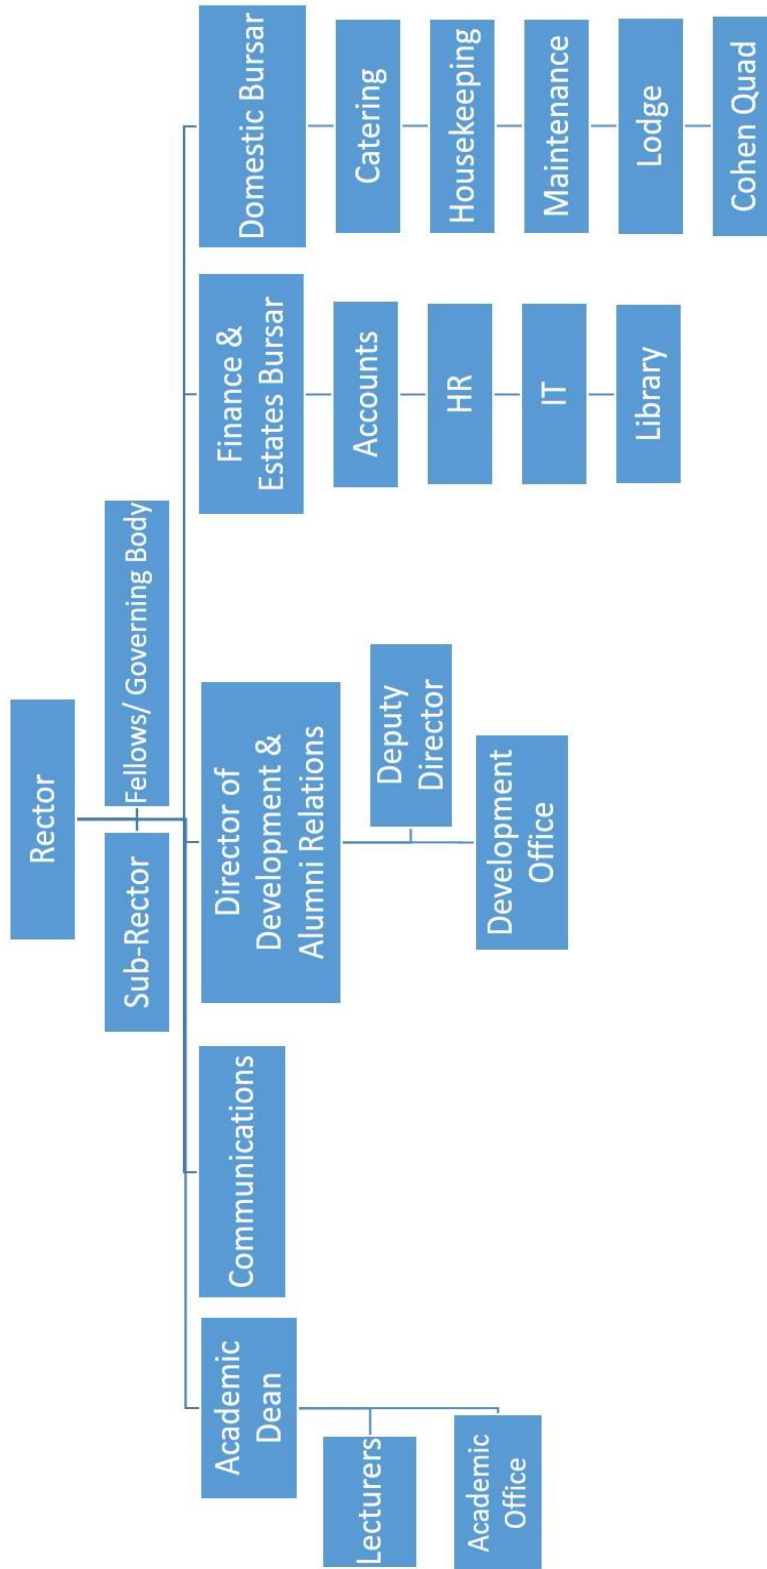 Rector
Sub-Rector
Fellows/ Governing Body
Academic
Dean
Communications
Director of
Development &
Alumni Relations
Finance &
Estates Bursar
Domestic Bursar
Lecturers
Academic
Office
Deputy
Director
Development
Office
Accounts
HR
IT
Library
Catering
Housekeeping
Maintenance
Lodge
Cohen Quad